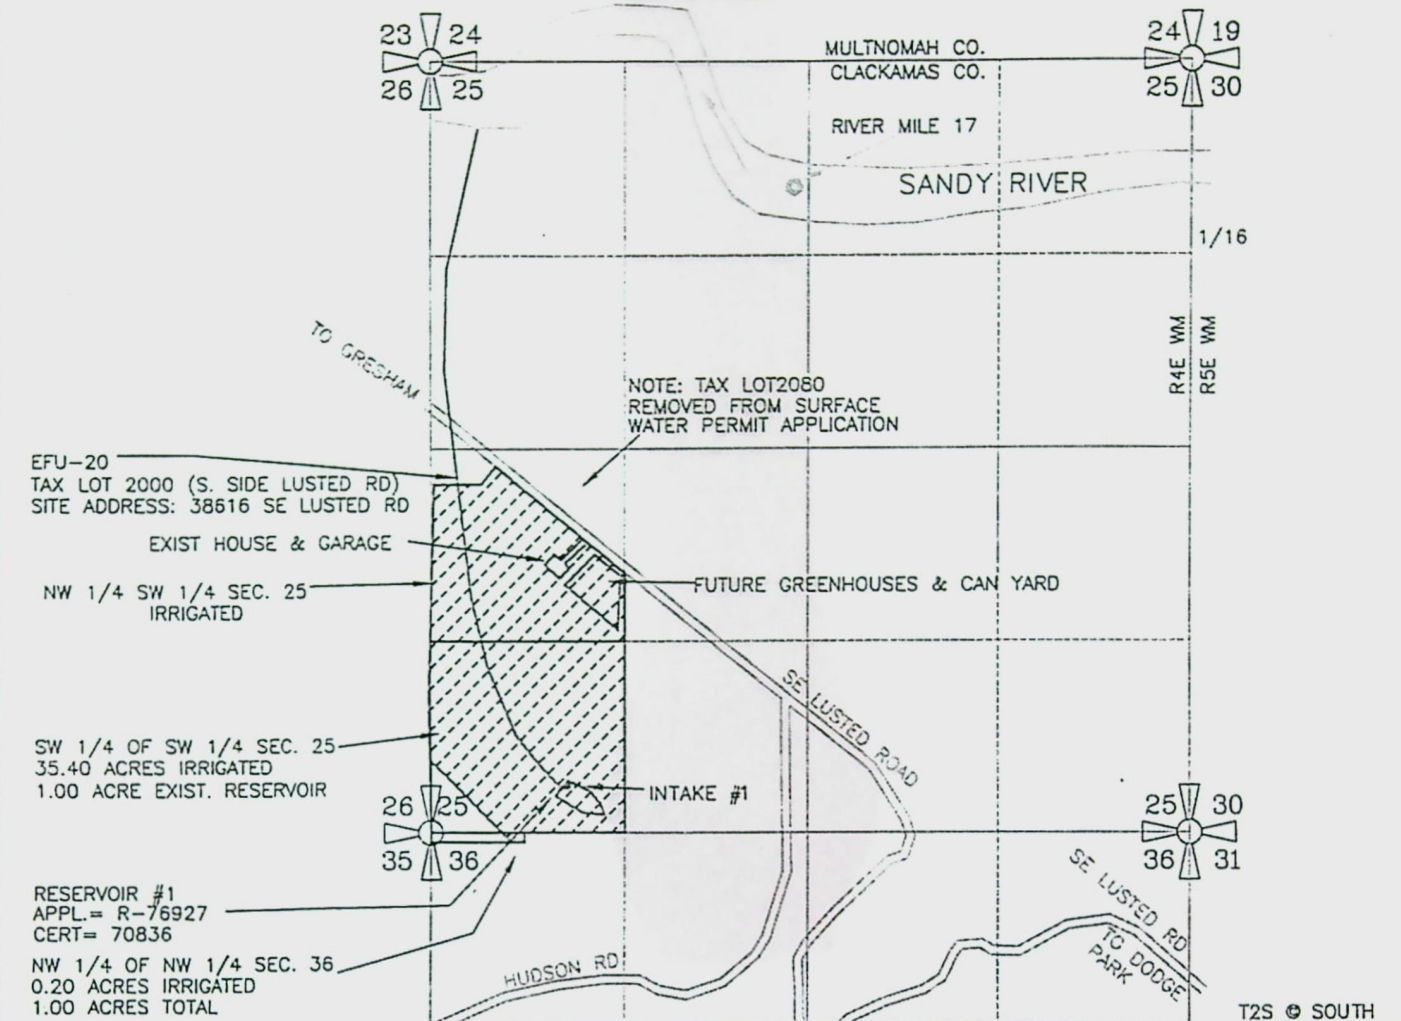 23 24
26 25
24 19
25 30
MULTNOMAH CO.
CLACKAMAS CO.
RIVER MILE 17
SANDY RIVER
1/16
R4E WM
R5E WM
TO GRESHAM
NOTE: TAX LOT2080
REMOVED FROM SURFACE
WATER PERMIT APPLICATION
EFU-20
TAX LOT 2000 (S. SIDE LUSTED RD)
SITE ADDRESS: 38616 SE LUSTED RD
EXIST HOUSE & GARAGE
NW 1/4 SW 1/4 SEC. 25
IRRIGATED
FUTURE GREENHOUSES & CAN YARD
SE LUSTED ROAD
SW 1/4 OF SW 1/4 SEC. 25
35.40 ACRES IRRIGATED
1.00 ACRE EXIST. RESERVOIR
INTAKE #1
26 25
35 36
25 30
36 31
RESERVOIR #1
APPL.= R-76927
CERT= 70836
NW 1/4 OF NW 1/4 SEC. 36
0.20 ACRES IRRIGATED
1.00 ACRES TOTAL
HUDSON RD
SE LUSTED RD
TO DODGE
PARK
T2S © SOUTH